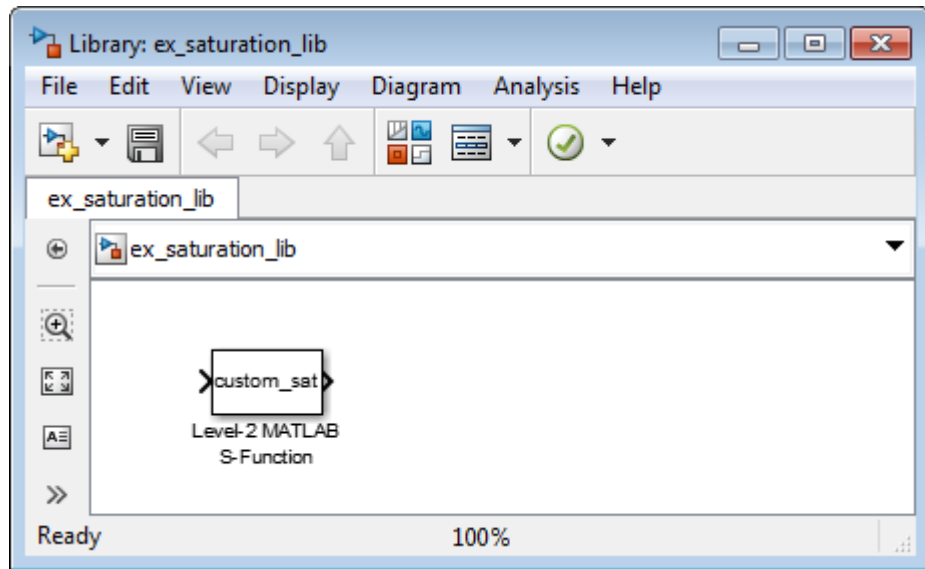 Library: ex_saturation_lib
File Edit View Display Diagram Analysis Help
ex_saturation_lib
ex_saturation_lib
custom_sat
Level-2 MATLAB
S-Function
Ready 100%